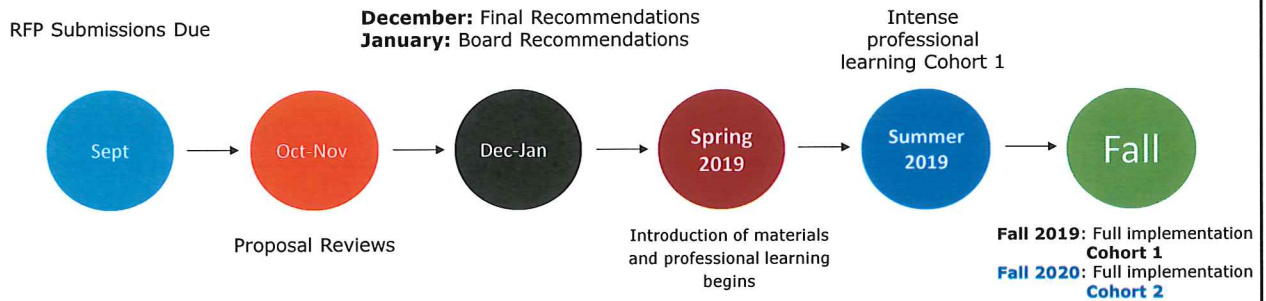 RFP Submissions Due
December: Final Recommendations
January: Board Recommendations
Intense
professional
learning Cohort 1
Sept
Oct-Nov
Dec-Jan
Spring
2019
Summer
2019
Fall
Proposal Reviews
Introduction of materials
and professional learning
begins
Fall 2019: Full implementation
Cohort 1
Fall 2020: Full implementation
Cohort 2